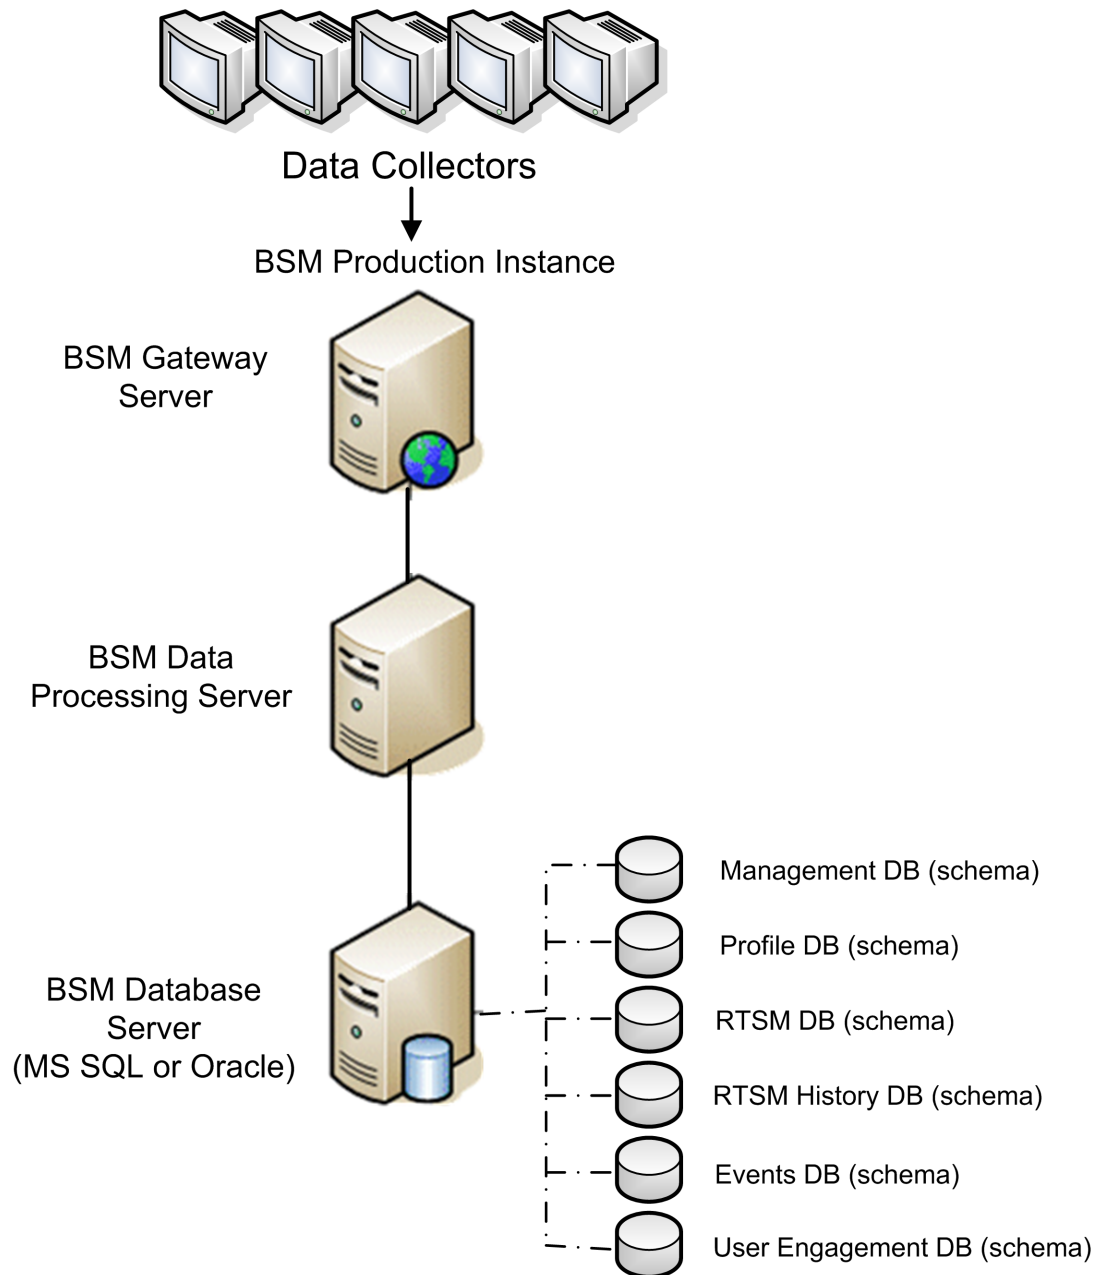 Data Collectors
BSM Production Instance
BSM Gateway
Server
BSM Data
Processing Server
BSM Database
Server
(MS SQL or Oracle)
Management DB (schema)
Profile DB (schema)
RTSM DB (schema)
RTSM History DB (schema)
Events DB (schema)
User Engagement DB (schema)